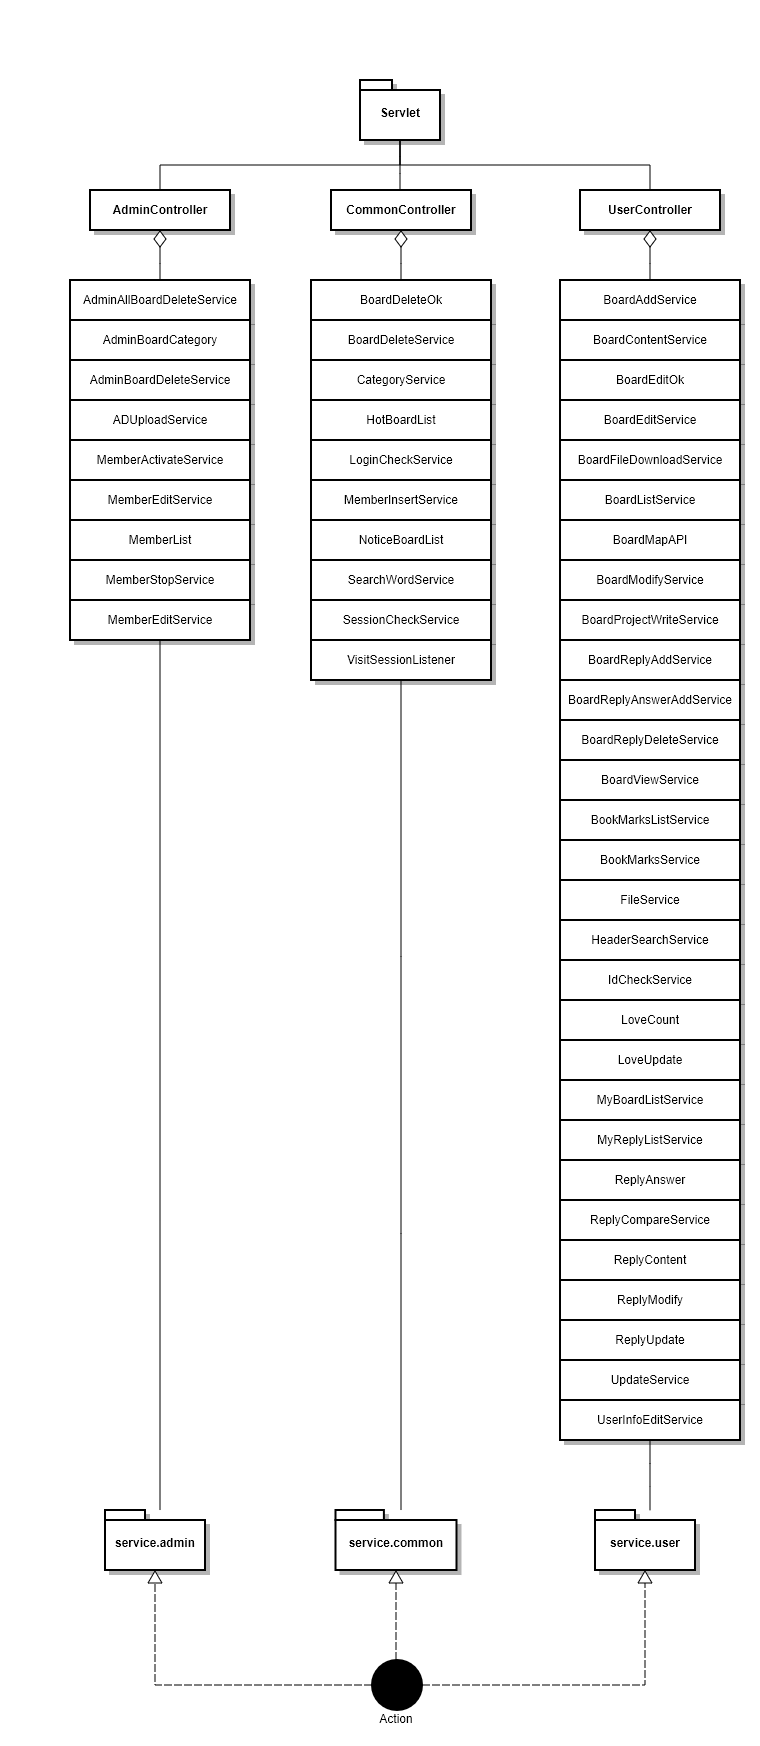 Servlet
AdminController
CommonController
UserController
AdminAllBoardDeleteService
AdminBoardCategory
AdminBoardDeleteService
ADUploadService
MemberActivateService
MemberEditService
MemberList
MemberStopService
MemberEditService
BoardDeleteOk
BoardDeleteService
CategoryService
HotBoardList
LoginCheckService
MemberInsertService
NoticeBoardList
SearchWordService
SessionCheckService
VisitSessionListener
BoardAddService
BoardContentService
BoardEditOk
BoardEditService
BoardFileDownloadService
BoardListService
BoardMapAPI
BoardModifyService
BoardProjectWriteService
BoardReplyAddService
BoardReplyAnswerAddService
BoardReplyDeleteService
BoardViewService
BookMarksListService
BookMarksService
FileService
HeaderSearchService
IdCheckService
LoveCount
LoveUpdate
MyBoardListService
MyReplyListService
ReplyAnswer
ReplyCompareService
ReplyContent
ReplyModify
ReplyUpdate
UpdateService
UserInfoEditService
service.admin
service.common
service.user
Action